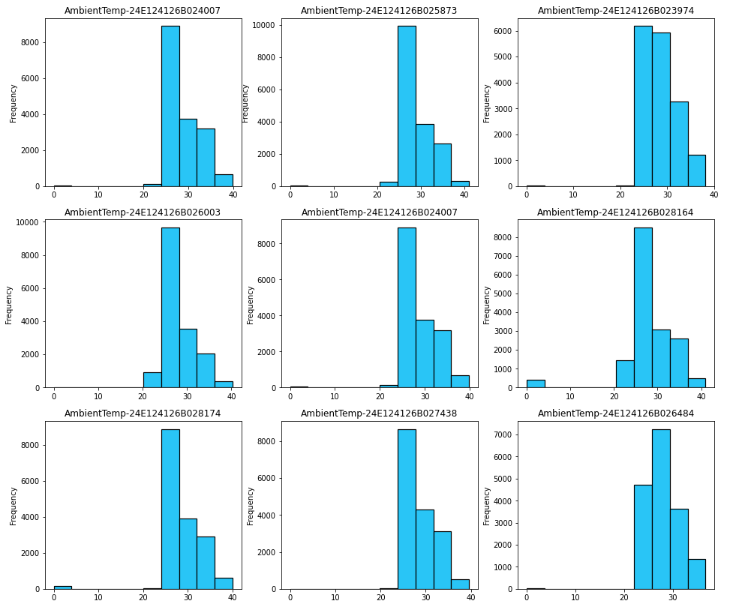 AmbientTemp-24E124126B024007
AmbientTemp-24E124126B025873
AmbientTemp-24E124126B023974
Frequency
8000
6000
4000
2000
0
0 10 20 30 40
Frequency
10000
8000
6000
4000
2000
0
0 10 20 30 40
Frequency
6000
5000
4000
3000
2000
1000
0
0 10 20 30 40
AmbientTemp-24E124126B026003
AmbientTemp-24E124126B024007
AmbientTemp-24E124126B028164
Frequency
10000
8000
6000
4000
2000
0
0 10 20 30 40
Frequency
8000
6000
4000
2000
0
0 10 20 30 40
Frequency
8000
7000
6000
5000
4000
3000
2000
1000
0
0 10 20 30 40
AmbientTemp-24E124126B028174
AmbientTemp-24E124126B027438
AmbientTemp-24E124126B026484
Frequency
8000
6000
4000
2000
0
0 10 20 30 40
Frequency
8000
6000
4000
2000
0
0 10 20 30 40
Frequency
7000
6000
5000
4000
3000
2000
1000
0
0 10 20 30